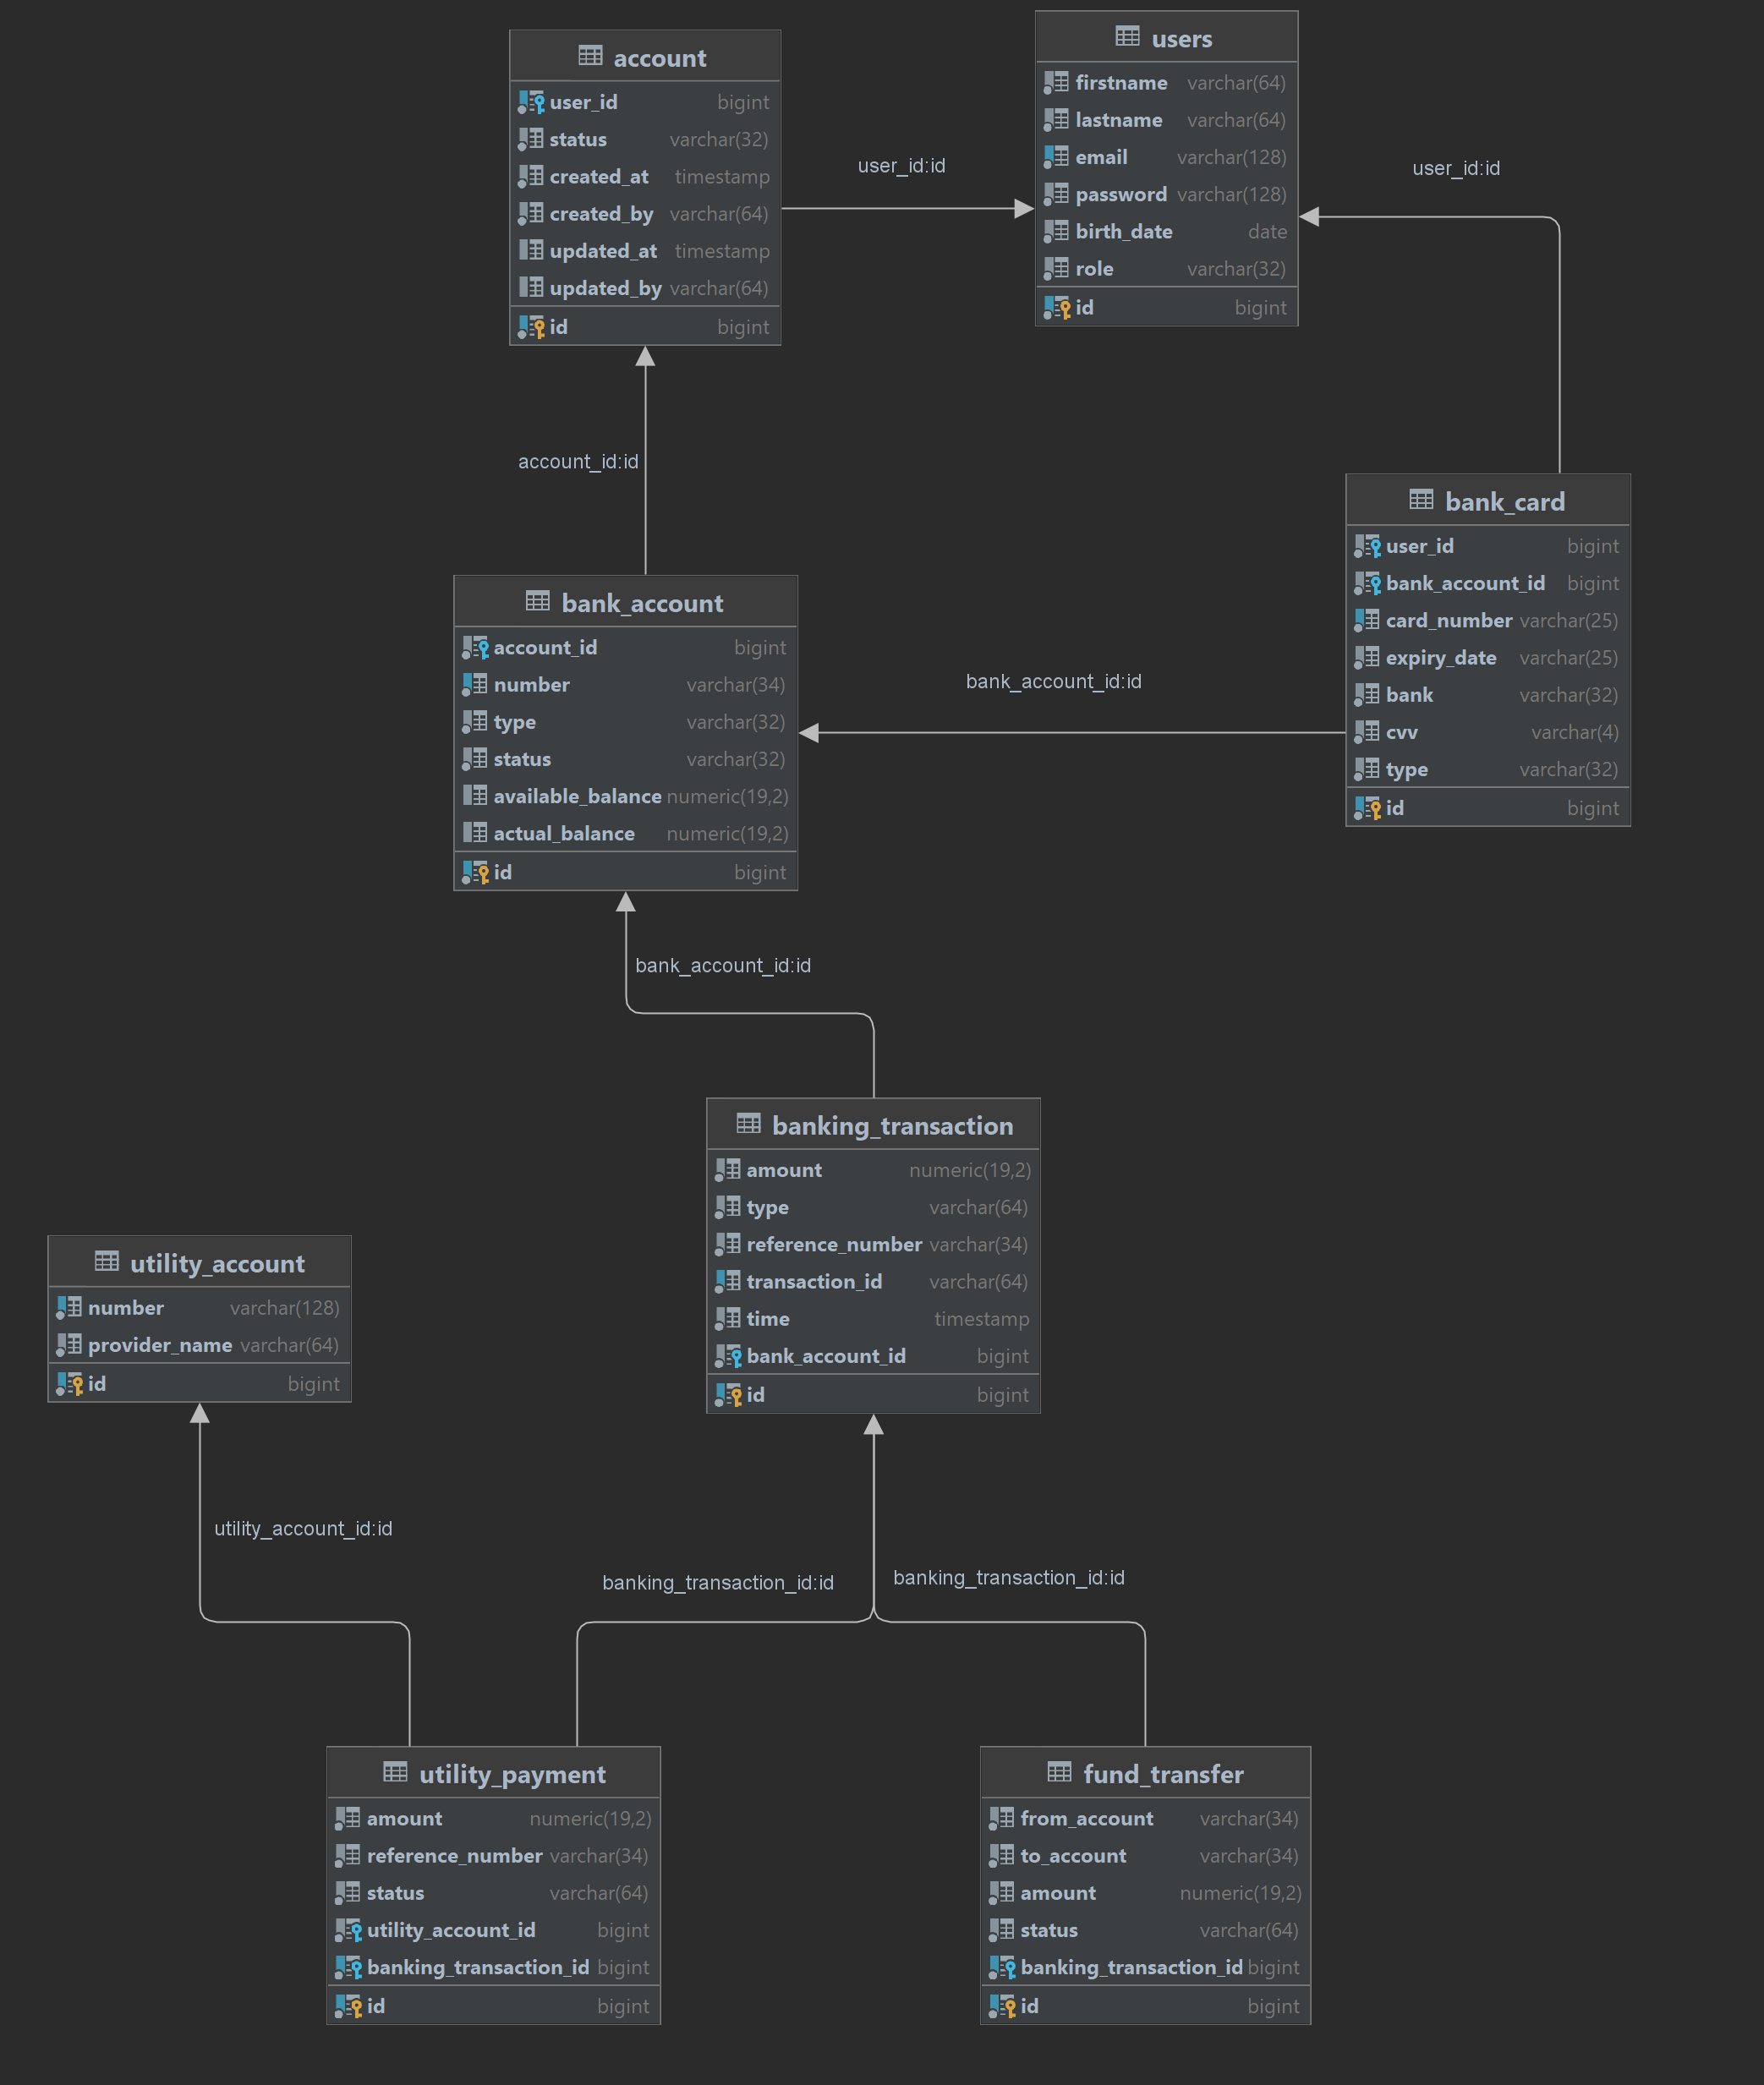 account
user_id bigint
status varchar(32)
created_at timestamp
created_by varchar(64)
updated_at timestamp
updated_by varchar(64)
id bigint
user_id:id
users
firstname varchar(64)
lastname varchar(64)
email varchar(128)
password varchar(128)
birth_date date
role varchar(32)
id bigint
user_id:id
account_id:id
bank_card
user_id bigint
bank_account_id bigint
card_number varchar(25)
expiry_date varchar(25)
bank varchar(32)
cvv varchar(4)
type varchar(32)
id bigint
bank_account
account_id bigint
number varchar(34)
type varchar(32)
status varchar(32)
available_balance numeric(19,2)
actual_balance numeric(19,2)
id bigint
bank_account_id:id
bank_account_id:id
banking_transaction
amount numeric(19,2)
type varchar(64)
reference_number varchar(34)
transaction_id varchar(64)
time timestamp
bank_account_id bigint
id bigint
utility_account
number varchar(128)
provider_name varchar(64)
id bigint
utility_account_id:id
banking_transaction_id:id
banking_transaction_id:id
utility_payment
amount numeric(19,2)
reference_number varchar(34)
status varchar(64)
utility_account_id bigint
banking_transaction_id bigint
id bigint
fund_transfer
from_account varchar(34)
to_account varchar(34)
amount numeric(19,2)
status varchar(64)
banking_transaction_id bigint
id bigint